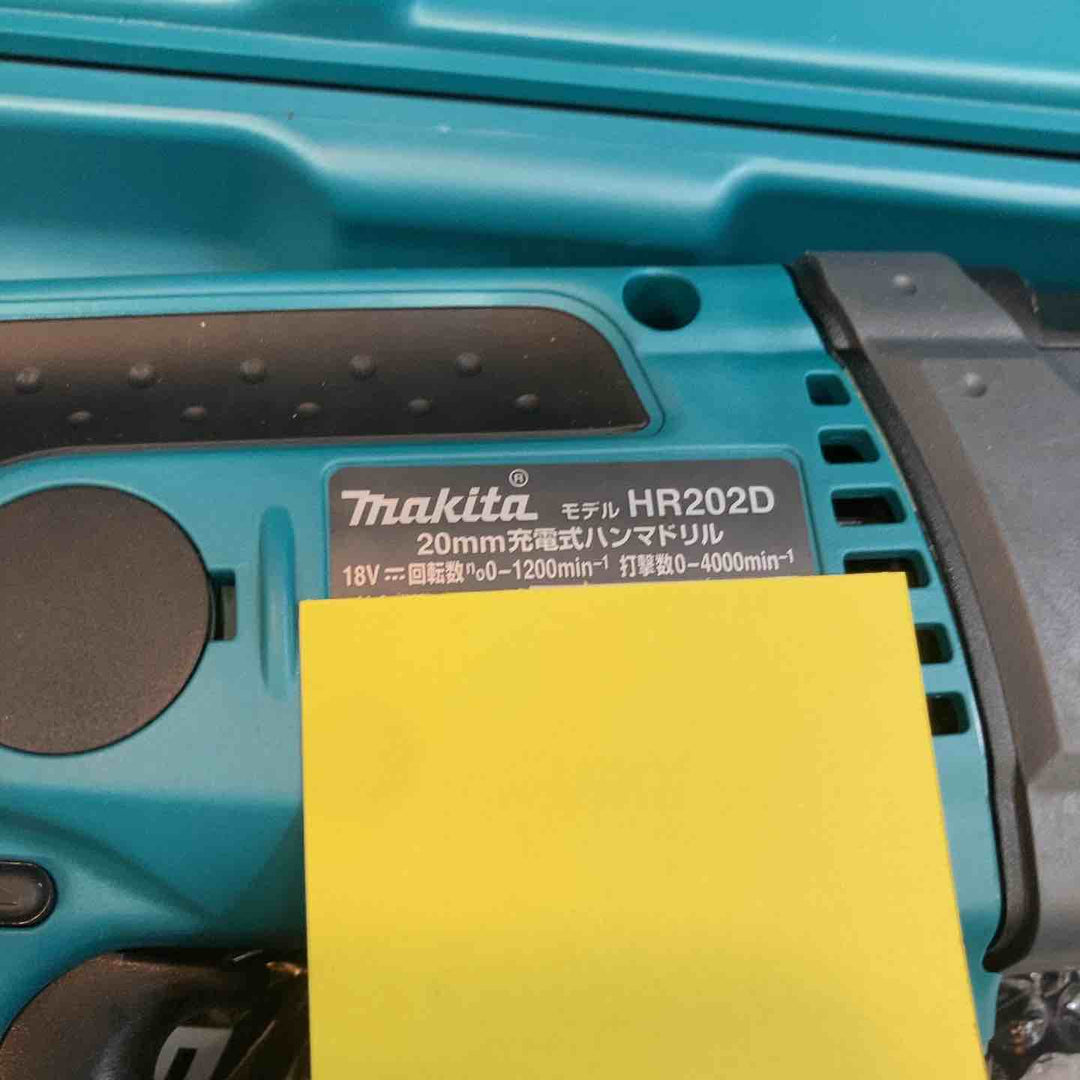 makita® モデル HR202D
20mm充電式ハンマドリル
18V⎓回転数n₀0-1200min⁻¹ 打撃数0-4000min⁻¹